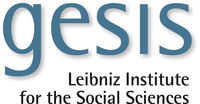 gesis
Leibniz Institute
for the Social Sciences